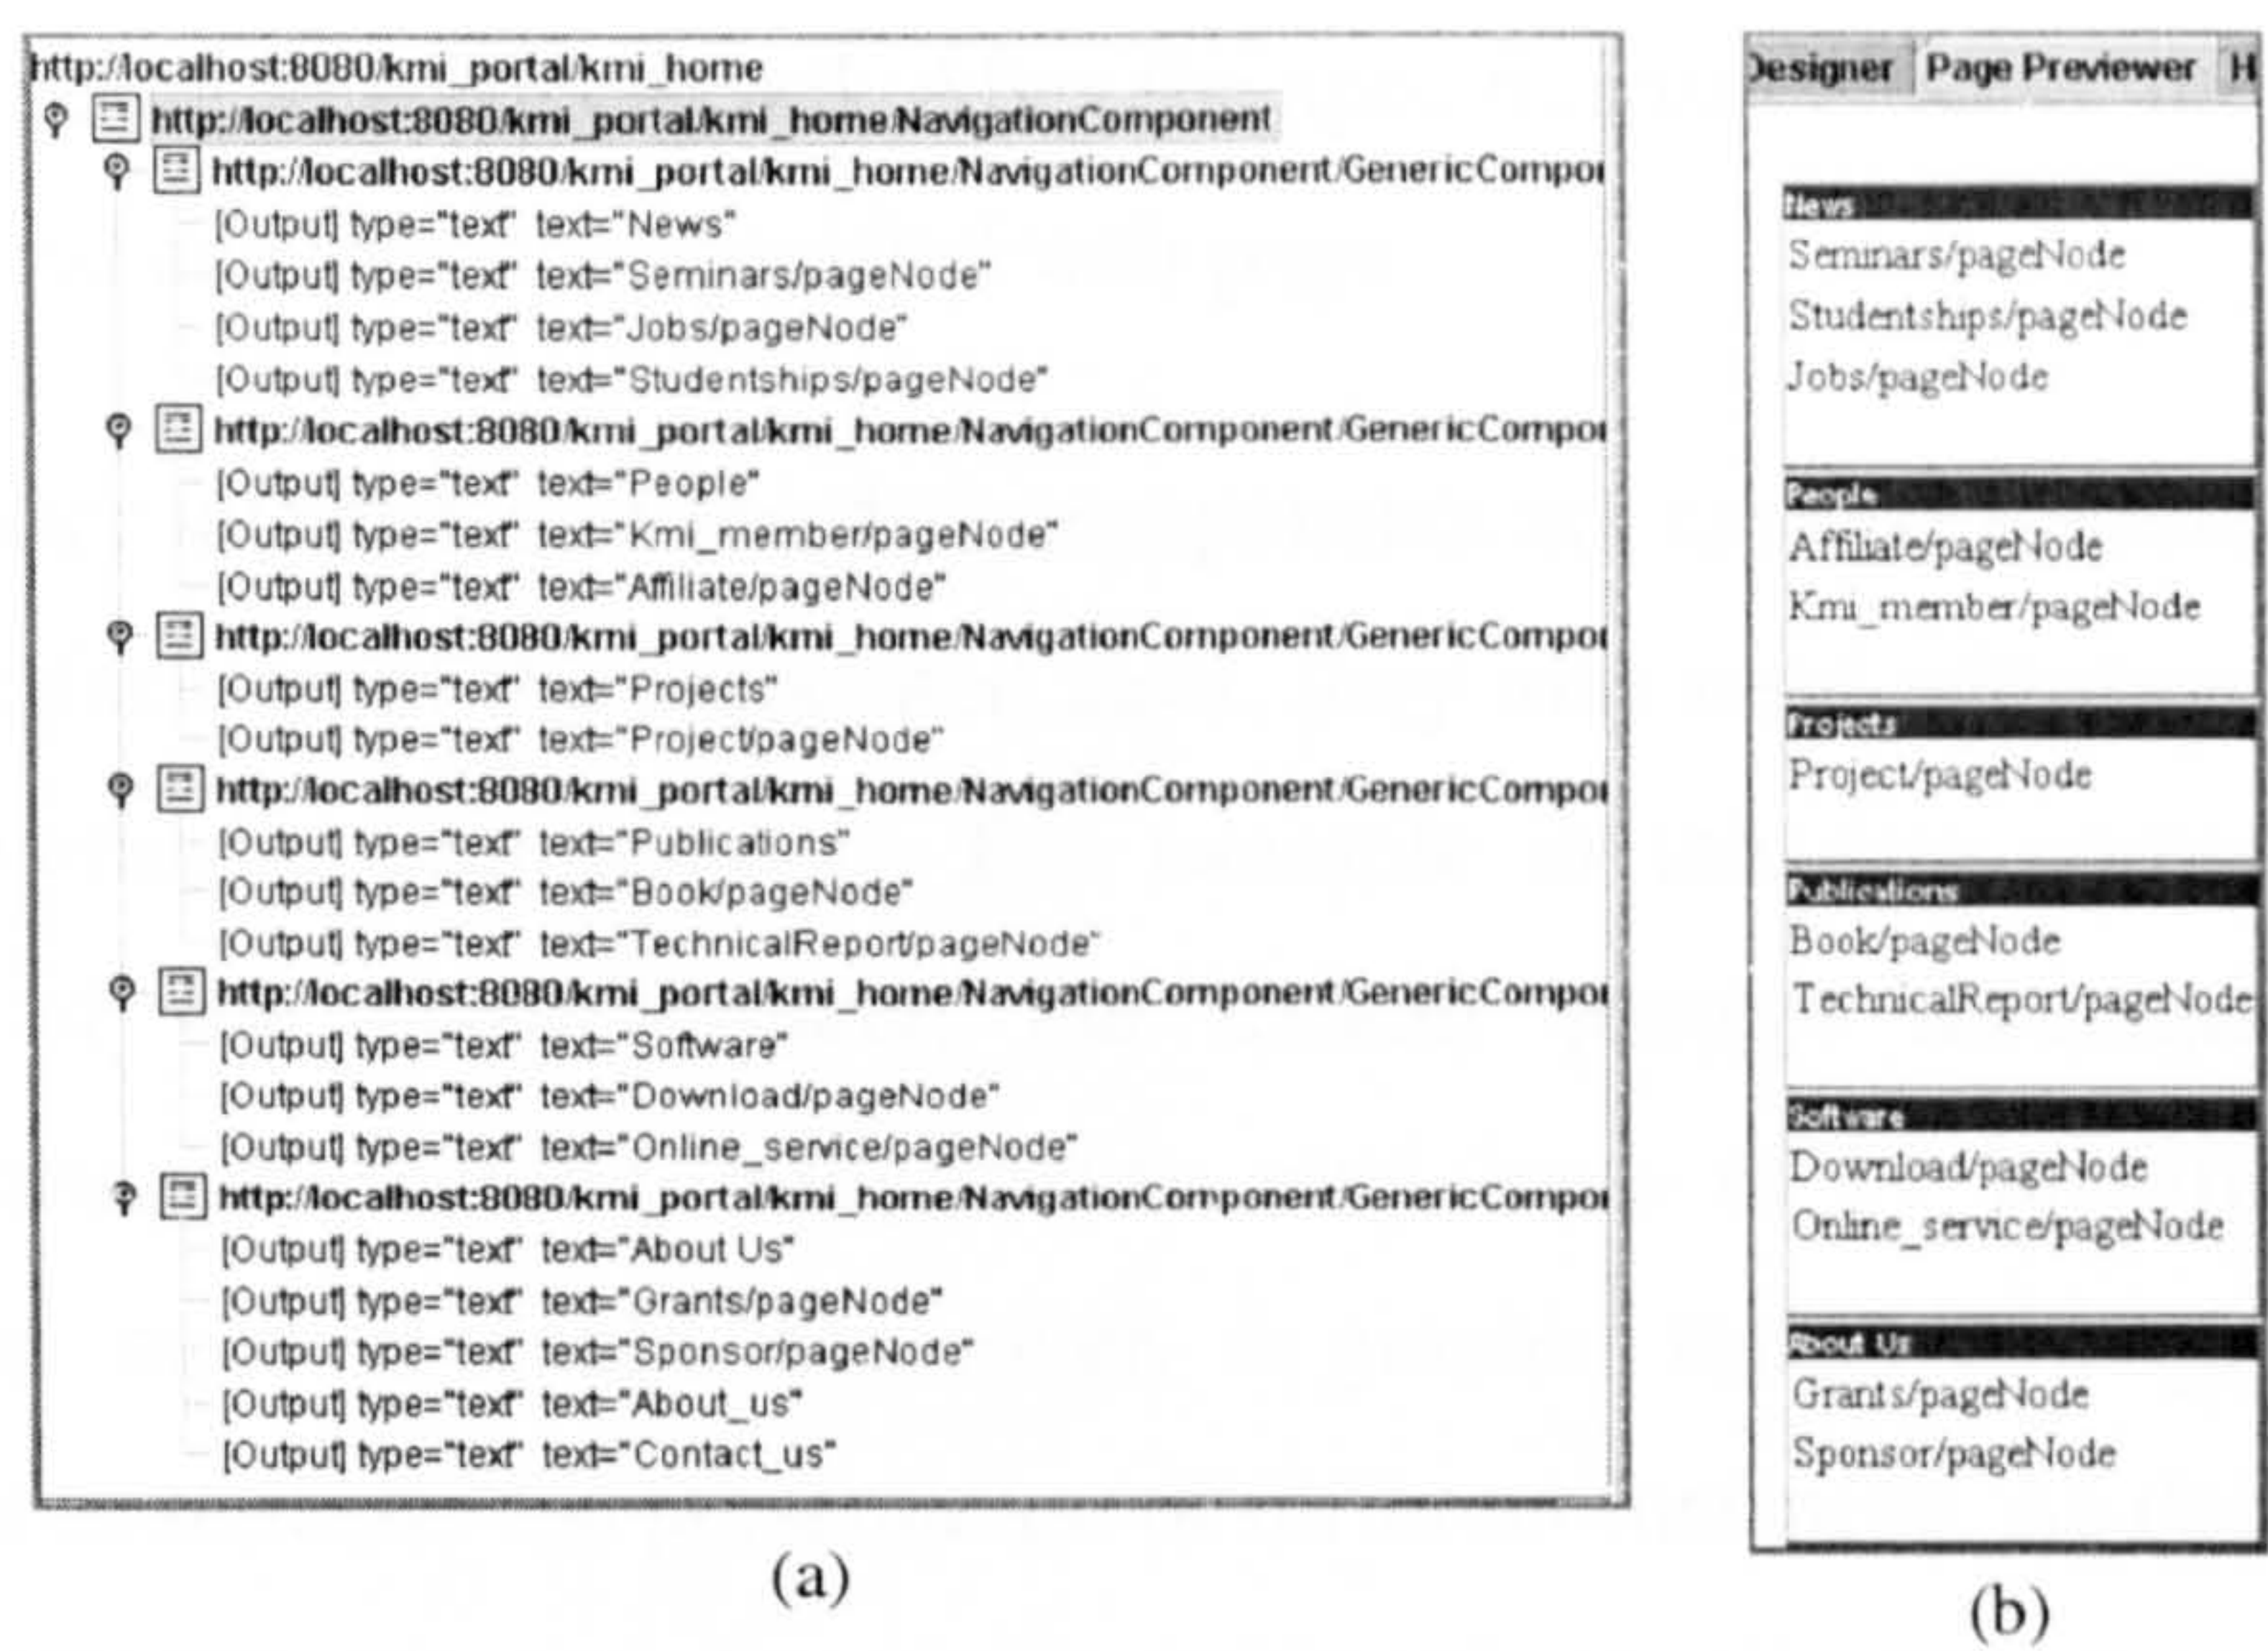 http://localhost:8080/kmi_portal/kmi_home
http://localhost:8080/kmi_portal/kmi_home/NavigationComponent
http://localhost:8080/kmi_portal/kmi_home/NavigationComponent/GenericCompo
[Output] type="text" text="News"
[Output] type="text" text="Seminars/pageNode"
[Output] type="text" text="Jobs/pageNode"
[Output] type="text" text="Studentships/pageNode"
http://localhost:8080/kmi_portal/kmi_home/NavigationComponent/GenericCompo
[Output] type="text" text="People"
[Output] type="text" text="Kmi_member/pageNode"
[Output] type="text" text="Affiliate/pageNode"
http://localhost:8080/kmi_portal/kmi_home/NavigationComponent/GenericCompo
[Output] type="text" text="Projects"
[Output] type="text" text="Project/pageNode"
http://localhost:8080/kmi_portal/kmi_home/NavigationComponent/GenericCompo
[Output] type="text" text="Publications"
[Output] type="text" text="Book/pageNode"
[Output] type="text" text="TechnicalReport/pageNode"
http://localhost:8080/kmi_portal/kmi_home/NavigationComponent/GenericCompo
[Output] type="text" text="Software"
[Output] type="text" text="Download/pageNode"
[Output] type="text" text="Online_service/pageNode"
http://localhost:8080/kmi_portal/kmi_home/NavigationComponent/GenericCompo
[Output] type="text" text="About Us"
[Output] type="text" text="Grants/pageNode"
[Output] type="text" text="Sponsor/pageNode"
[Output] type="text" text="About_us"
[Output] type="text" text="Contact_us"
(a)
Designer Page Previewer H
News
Seminars/pageNode
Studentships/pageNode
Jobs/pageNode
People
Affiliate/pageNode
Kmi_member/pageNode
Projects
Project/pageNode
Publications
Book/pageNode
TechnicalReport/pageNode
Software
Download/pageNode
Online_service/pageNode
About Us
Grants/pageNode
Sponsor/pageNode
(b)